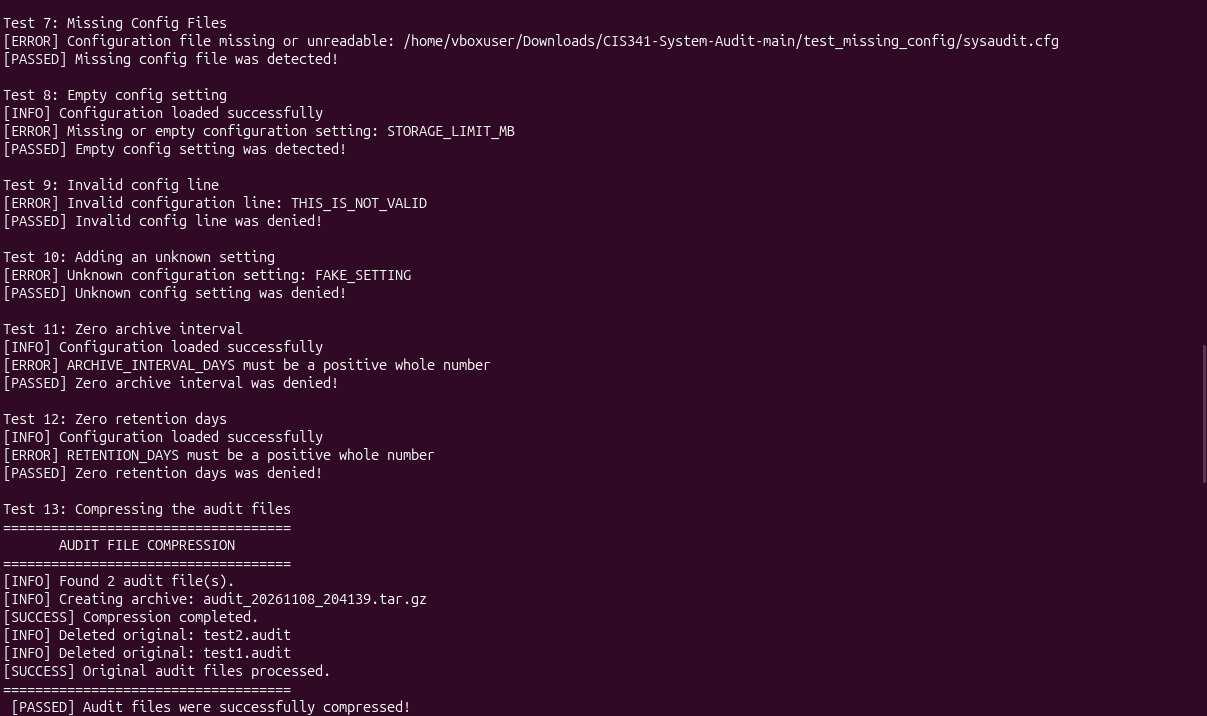 Test 7: Missing Config Files
[ERROR] Configuration file missing or unreadable: /home/vboxuser/Downloads/CIS341-System-Audit-main/test_missing_config/sysaudit.cfg
[PASSED] Missing config file was detected!

Test 8: Empty config setting
[INFO] Configuration loaded successfully
[ERROR] Missing or empty configuration setting: STORAGE_LIMIT_MB
[PASSED] Empty config setting was detected!

Test 9: Invalid config line
[ERROR] Invalid configuration line: THIS_IS_NOT_VALID
[PASSED] Invalid config line was denied!

Test 10: Adding an unknown setting
[ERROR] Unknown configuration setting: FAKE_SETTING
[PASSED] Unknown config setting was denied!

Test 11: Zero archive interval
[INFO] Configuration loaded successfully
[ERROR] ARCHIVE_INTERVAL_DAYS must be a positive whole number
[PASSED] Zero archive interval was denied!

Test 12: Zero retention days
[INFO] Configuration loaded successfully
[ERROR] RETENTION_DAYS must be a positive whole number
[PASSED] Zero retention days was denied!

Test 13: Compressing the audit files
====================================
       AUDIT FILE COMPRESSION
====================================
[INFO] Found 2 audit file(s).
[INFO] Creating archive: audit_20261108_204139.tar.gz
[SUCCESS] Compression completed.
[INFO] Deleted original: test2.audit
[INFO] Deleted original: test1.audit
[SUCCESS] Original audit files processed.
====================================
 [PASSED] Audit files were successfully compressed!